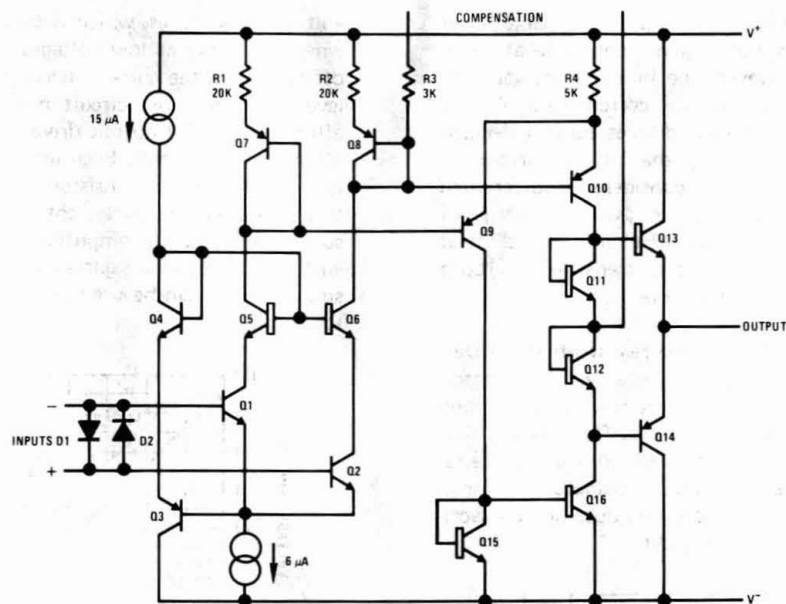 COMPENSATION
V+
R1
20K
R2
20K
R3
3K
R4
5K
15 µA
Q7
Q8
Q10
Q9
Q13
Q11
Q4
Q5
Q6
OUTPUT
Q12
−
Q1
INPUTS D1
D2
Q14
+
Q2
Q16
Q3
Q15
6 µA
V−